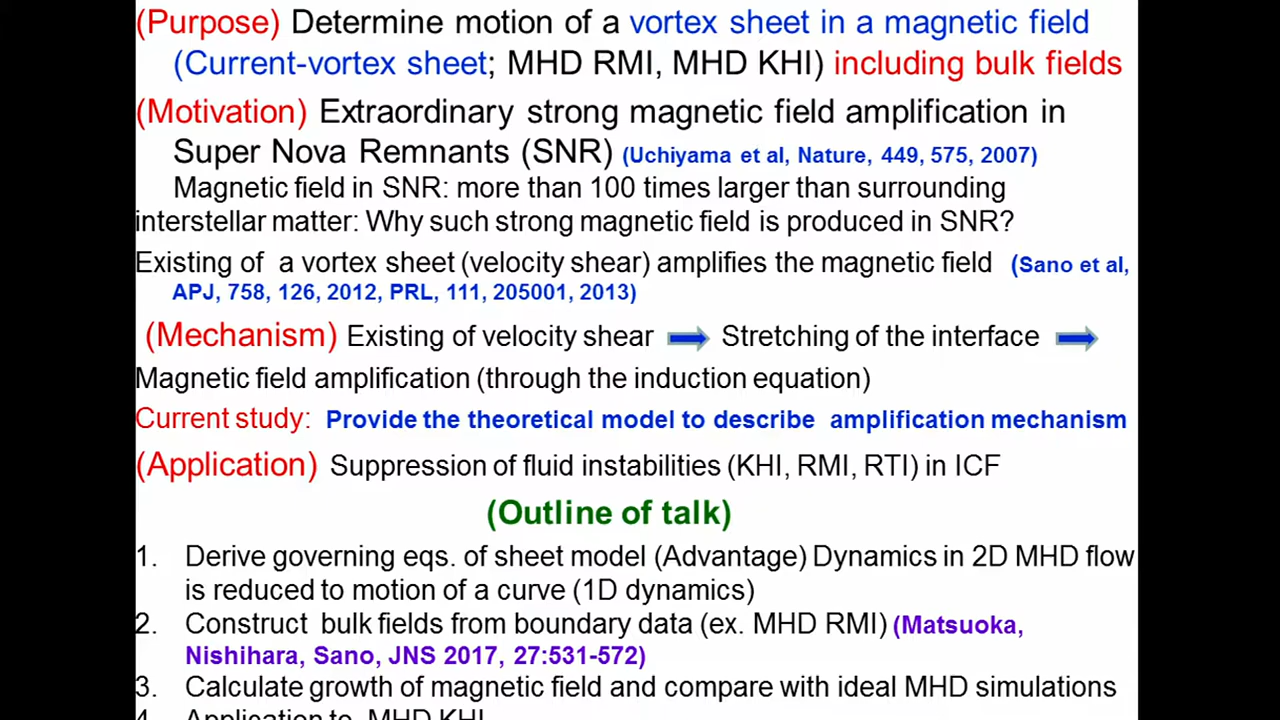 (Purpose) Determine motion of a vortex sheet in a magnetic field
(Current-vortex sheet; MHD RMI, MHD KHI) including bulk fields
(Motivation) Extraordinary strong magnetic field amplification in
Super Nova Remnants (SNR) (Uchiyama et al, Nature, 449, 575, 2007)
Magnetic field in SNR: more than 100 times larger than surrounding
interstellar matter: Why such strong magnetic field is produced in SNR?
Existing of a vortex sheet (velocity shear) amplifies the magnetic field (Sano et al,
APJ, 758, 126, 2012, PRL, 111, 205001, 2013)
(Mechanism) Existing of velocity shear Stretching of the interface
Magnetic field amplification (through the induction equation)
Current study: Provide the theoretical model to describe amplification mechanism
(Application) Suppression of fluid instabilities (KHI, RMI, RTI) in ICF
(Outline of talk)
1. Derive governing eqs. of sheet model (Advantage) Dynamics in 2D MHD flow
is reduced to motion of a curve (1D dynamics)
2. Construct bulk fields from boundary data (ex. MHD RMI) (Matsuoka,
Nishihara, Sano, JNS 2017, 27:531-572)
3. Calculate growth of magnetic field and compare with ideal MHD simulations
4. Application to MHD KHI